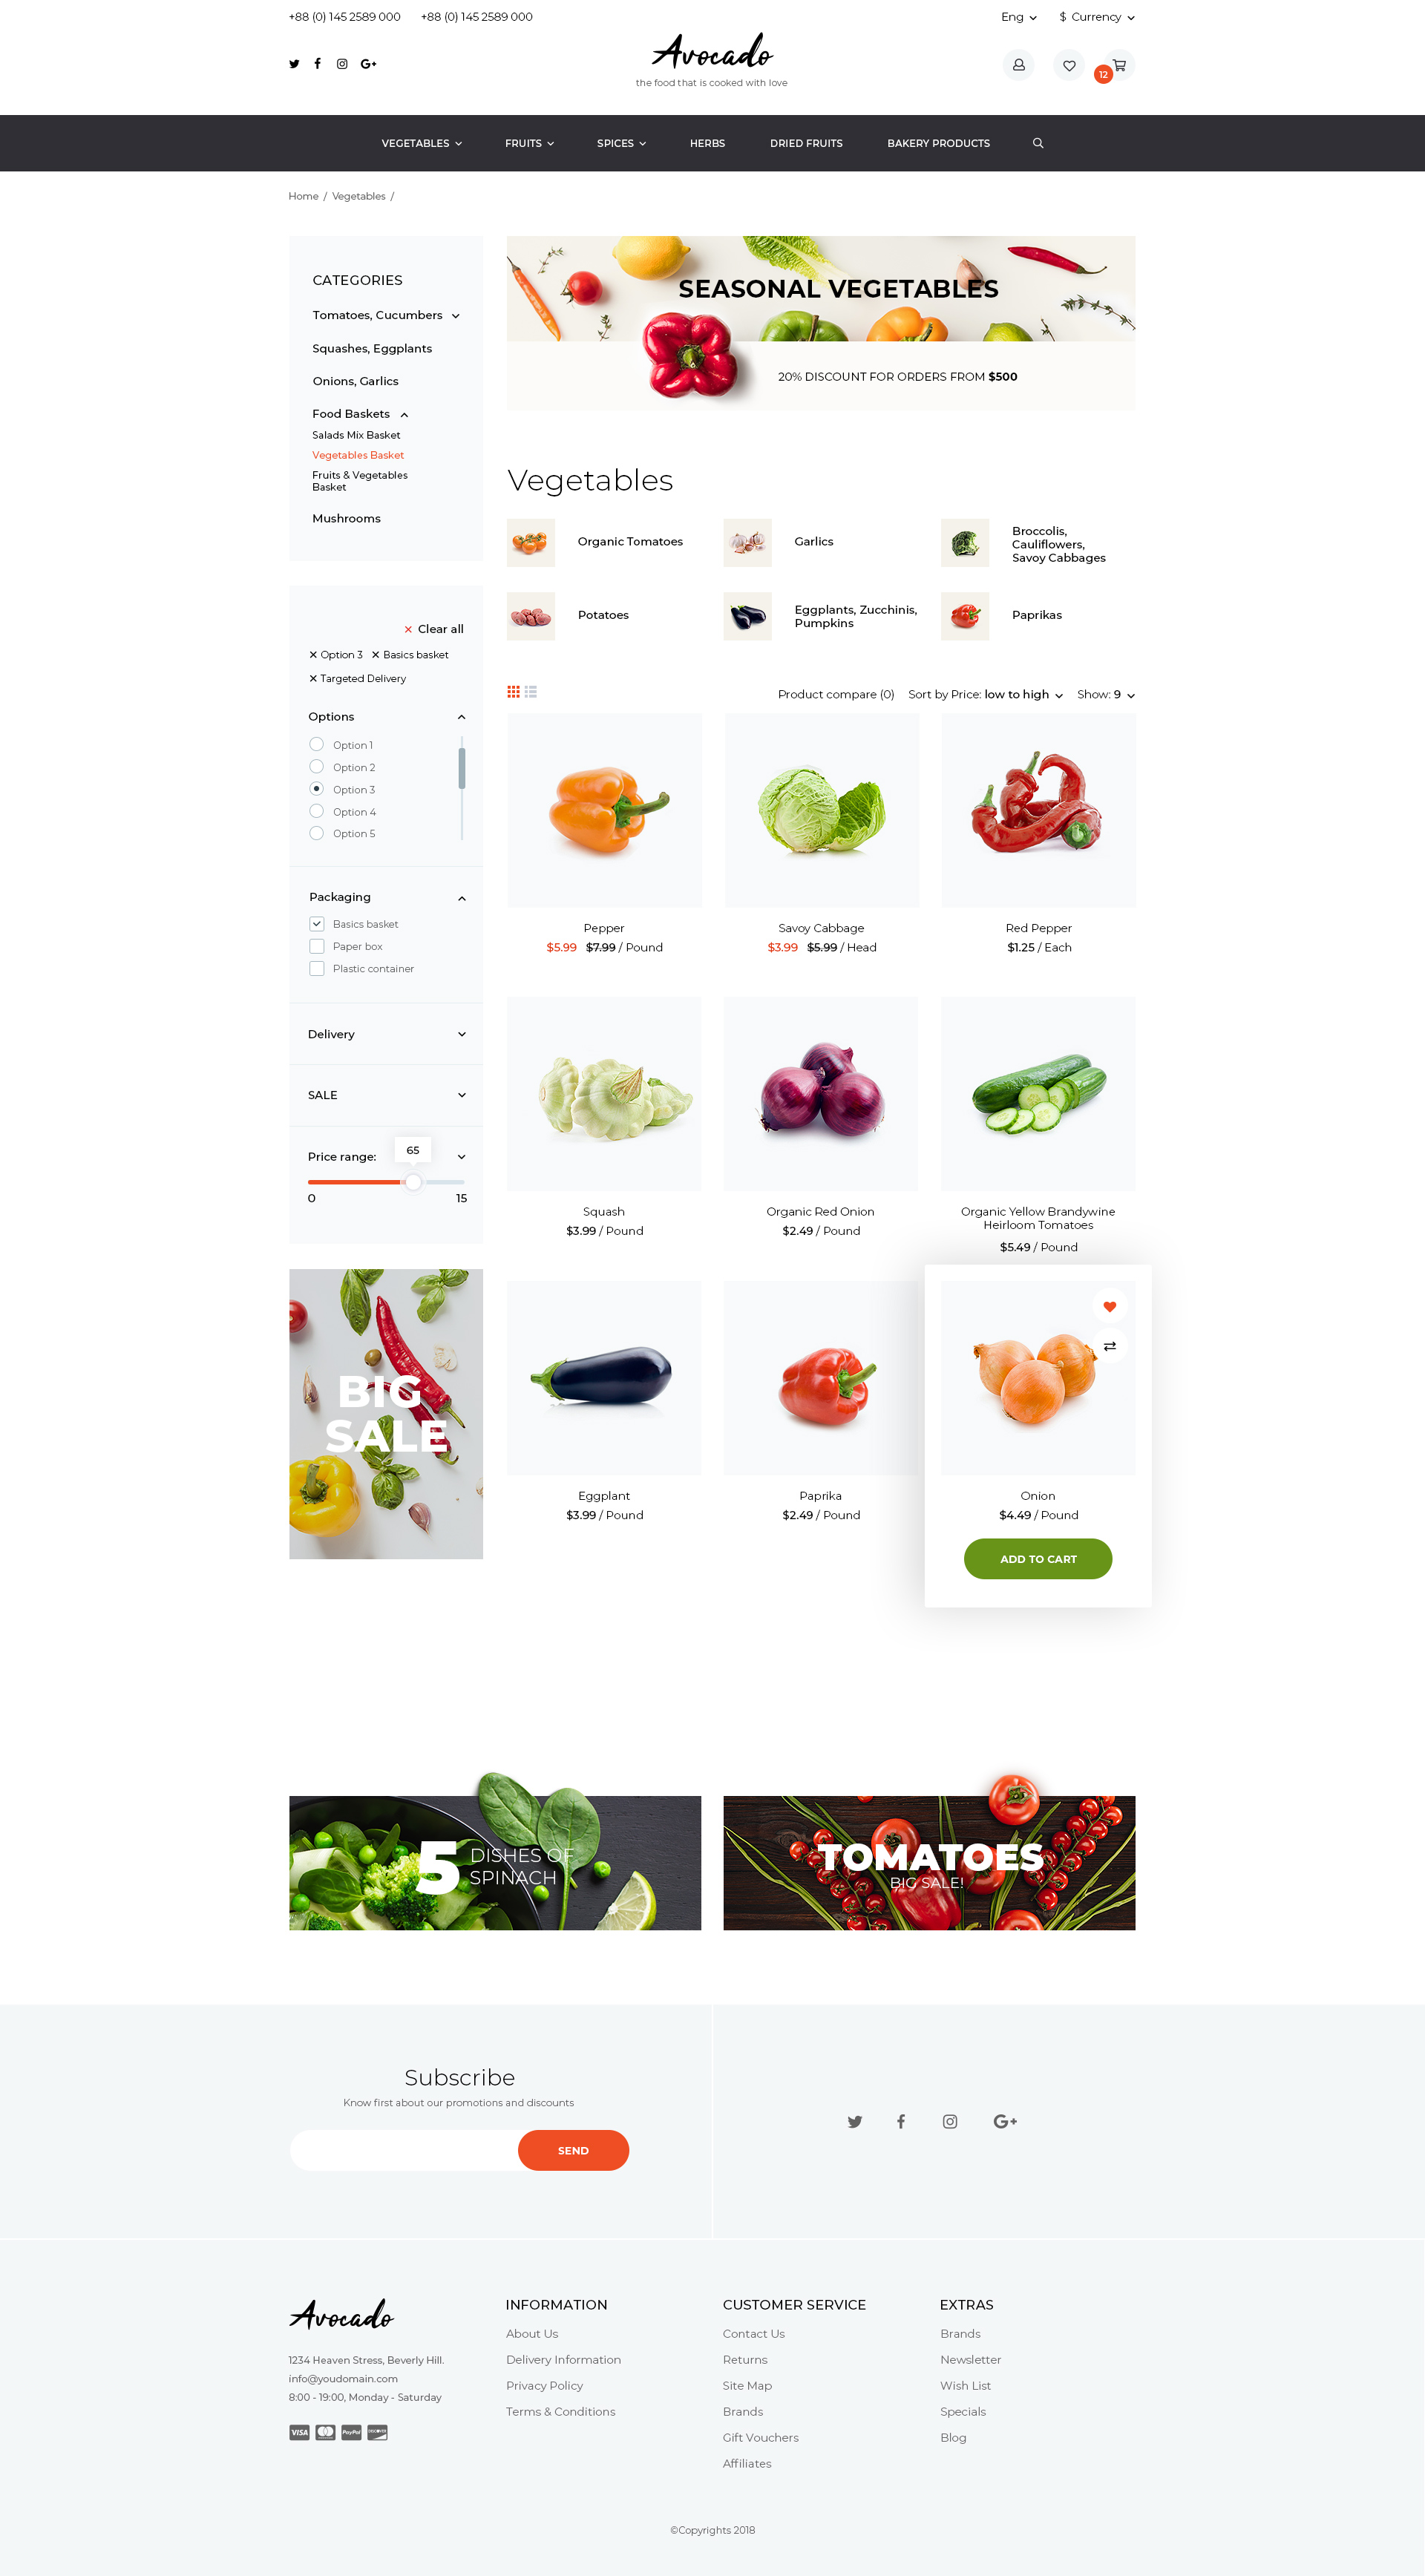 +88 (0) 145 2589 000 +88 (0) 145 2589 000
Eng $ Currency
Avocado
the food that is cooked with love
12
VEGETABLES FRUITS SPICES HERBS DRIED FRUITS BAKERY PRODUCTS
Home / Vegetables /
CATEGORIES
Tomatoes, Cucumbers
Squashes, Eggplants
Onions, Garlics
Food Baskets
Salads Mix Basket
Vegetables Basket
Fruits & Vegetables
Basket
Mushrooms
Clear all
Option 3 Basics basket
Targeted Delivery
Options
Option 1
Option 2
Option 3
Option 4
Option 5
Packaging
Basics basket
Paper box
Plastic container
Delivery
SALE
Price range:
65
0 15
BIG
SALE
SEASONAL VEGETABLES
20% DISCOUNT FOR ORDERS FROM $500
Vegetables
Organic Tomatoes
Garlics
Broccolis,
Cauliflowers,
Savoy Cabbages
Potatoes
Eggplants, Zucchinis,
Pumpkins
Paprikas
Product compare (0) Sort by Price: low to high Show: 9
Pepper
$5.99 $7.99 / Pound
Savoy Cabbage
$3.99 $5.99 / Head
Red Pepper
$1.25 / Each
Squash
$3.99 / Pound
Organic Red Onion
$2.49 / Pound
Organic Yellow Brandywine
Heirloom Tomatoes
$5.49 / Pound
Eggplant
$3.99 / Pound
Paprika
$2.49 / Pound
Onion
$4.49 / Pound
ADD TO CART
5 DISHES OF
SPINACH
TOMATOES
BIG SALE!
Subscribe
Know first about our promotions and discounts
SEND
Avocado
1234 Heaven Stress, Beverly Hill.
info@youdomain.com
8:00 - 19:00, Monday - Saturday
VISA MasterCard PayPal DISCOVER
INFORMATION
About Us
Delivery Information
Privacy Policy
Terms & Conditions
CUSTOMER SERVICE
Contact Us
Returns
Site Map
Brands
Gift Vouchers
Affiliates
EXTRAS
Brands
Newsletter
Wish List
Specials
Blog
©Copyrights 2018